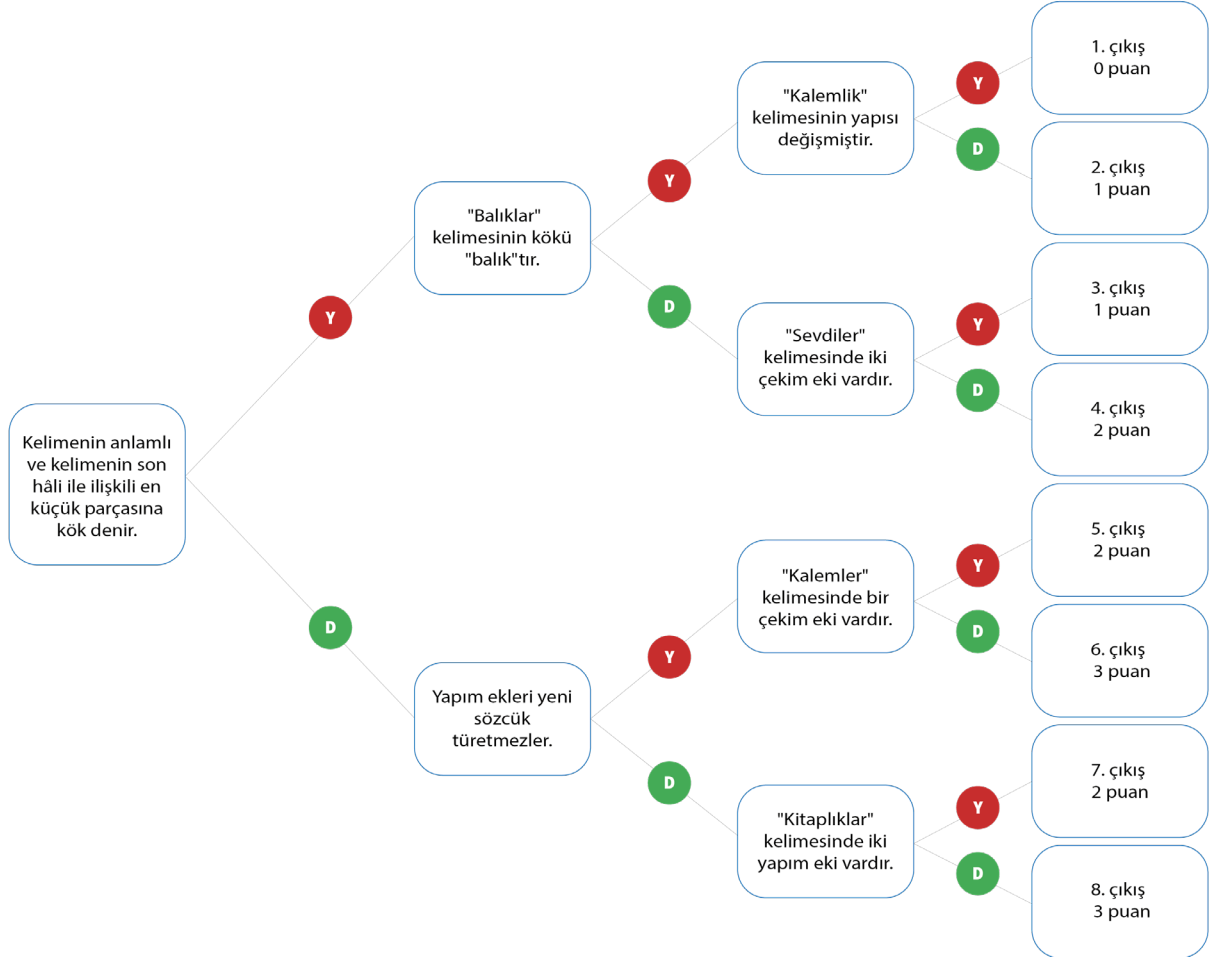 Kelimenin anlamlı
ve kelimenin son
hâli ile ilişkili en
küçük parçasına
kök denir.
Y
D
"Balıklar"
kelimesinin kökü
"balık"tır.
Y
D
Yapım ekleri yeni
sözcük
türetmezler.
Y
D
"Kalemlik"
kelimesinin yapısı
değişmiştir.
Y
D
"Sevdiler"
kelimesinde iki
çekim eki vardır.
Y
D
"Kalemler"
kelimesinde bir
çekim eki vardır.
Y
D
"Kitaplıklar"
kelimesinde iki
yapım eki vardır.
Y
D
1. çıkış
0 puan
2. çıkış
1 puan
3. çıkış
1 puan
4. çıkış
2 puan
5. çıkış
2 puan
6. çıkış
3 puan
7. çıkış
2 puan
8. çıkış
3 puan